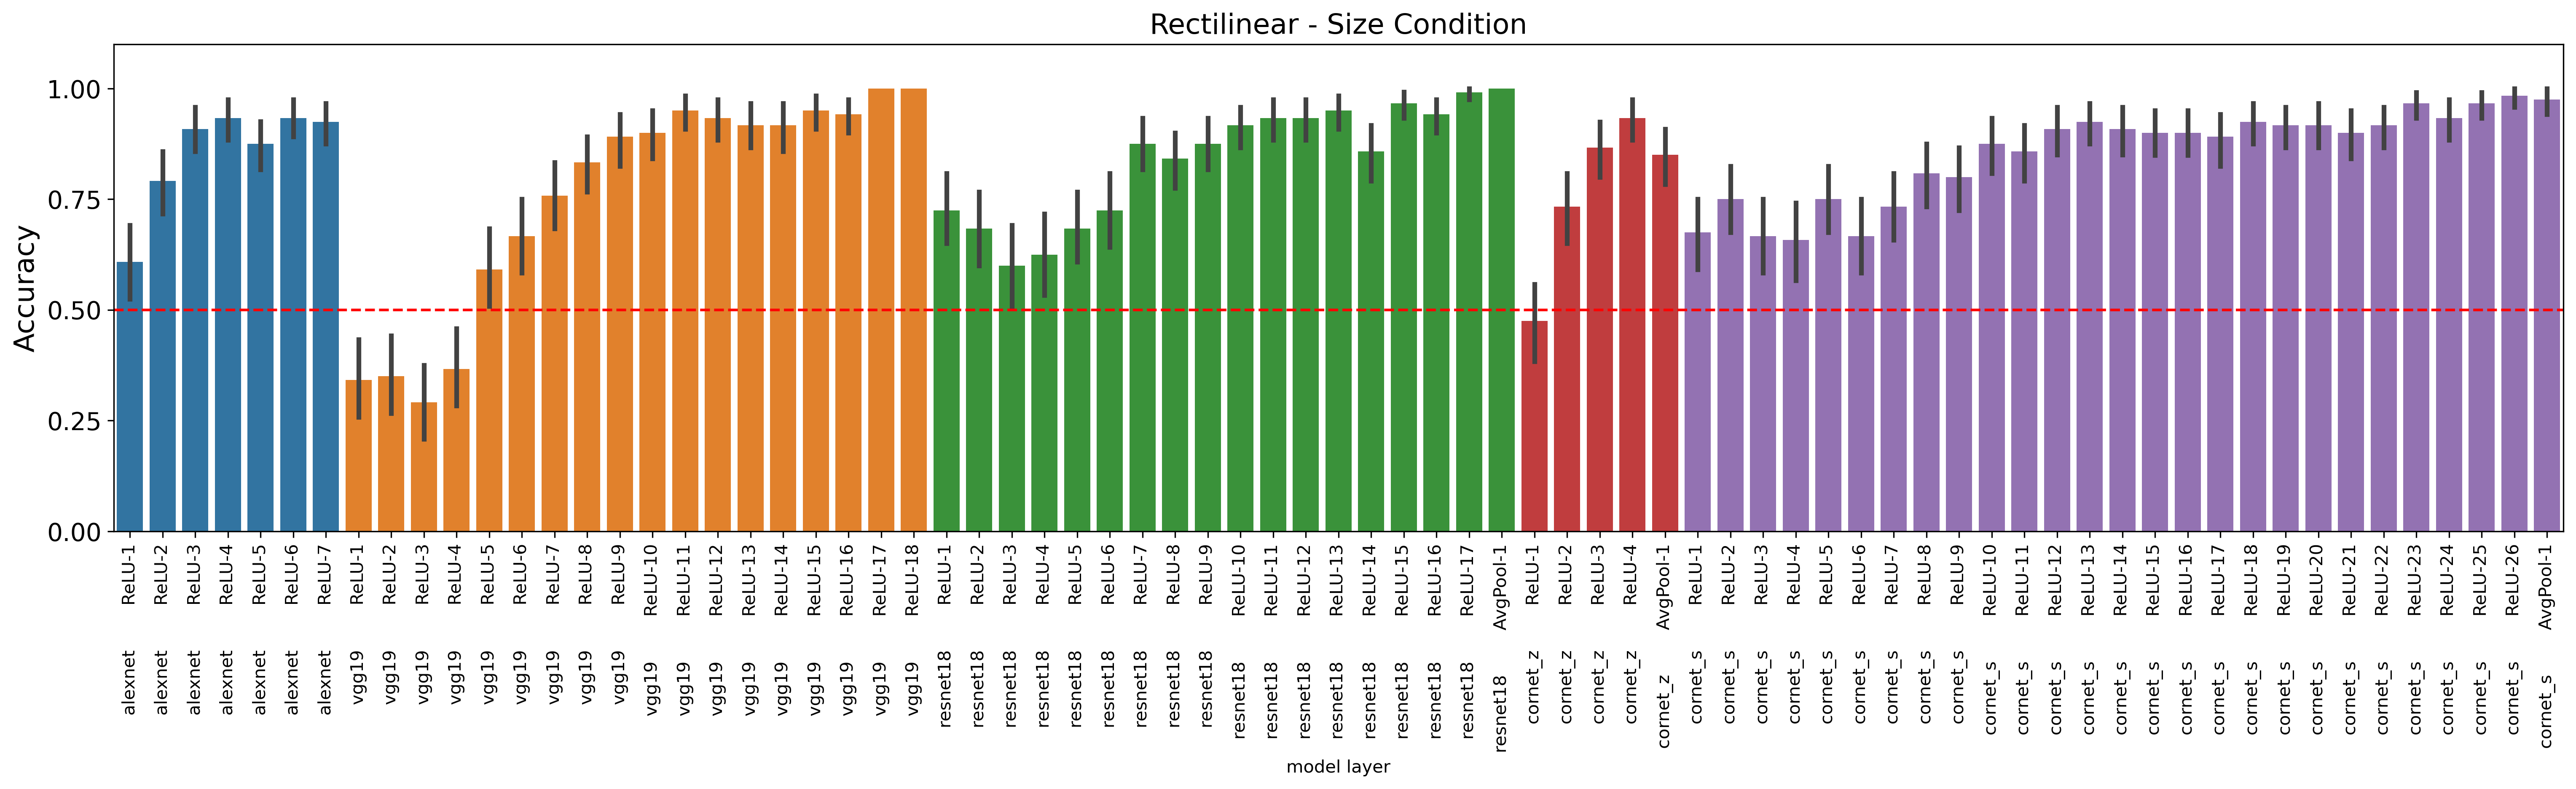 Rectilinear - Size Condition
Accuracy
1.00
0.75
0.50
0.25
0.00
ReLU-1 alexnet
ReLU-2 alexnet
ReLU-3 alexnet
ReLU-4 alexnet
ReLU-5 alexnet
ReLU-6 alexnet
ReLU-7 alexnet
ReLU-1 vgg19
ReLU-2 vgg19
ReLU-3 vgg19
ReLU-4 vgg19
ReLU-5 vgg19
ReLU-6 vgg19
ReLU-7 vgg19
ReLU-8 vgg19
ReLU-9 vgg19
ReLU-10 vgg19
ReLU-11 vgg19
ReLU-12 vgg19
ReLU-13 vgg19
ReLU-14 vgg19
ReLU-15 vgg19
ReLU-16 vgg19
ReLU-17 vgg19
ReLU-18 vgg19
ReLU-1 resnet18
ReLU-2 resnet18
ReLU-3 resnet18
ReLU-4 resnet18
ReLU-5 resnet18
ReLU-6 resnet18
ReLU-7 resnet18
ReLU-8 resnet18
ReLU-9 resnet18
ReLU-10 resnet18
ReLU-11 resnet18
ReLU-12 resnet18
ReLU-13 resnet18
ReLU-14 resnet18
ReLU-15 resnet18
ReLU-16 resnet18
ReLU-17 resnet18
AvgPool-1 resnet18
ReLU-1 cornet_z
ReLU-2 cornet_z
ReLU-3 cornet_z
ReLU-4 cornet_z
AvgPool-1 cornet_z
ReLU-1 cornet_s
ReLU-2 cornet_s
ReLU-3 cornet_s
ReLU-4 cornet_s
ReLU-5 cornet_s
ReLU-6 cornet_s
ReLU-7 cornet_s
ReLU-8 cornet_s
ReLU-9 cornet_s
ReLU-10 cornet_s
ReLU-11 cornet_s
ReLU-12 cornet_s
ReLU-13 cornet_s
ReLU-14 cornet_s
ReLU-15 cornet_s
ReLU-16 cornet_s
ReLU-17 cornet_s
ReLU-18 cornet_s
ReLU-19 cornet_s
ReLU-20 cornet_s
ReLU-21 cornet_s
ReLU-22 cornet_s
ReLU-23 cornet_s
ReLU-24 cornet_s
ReLU-25 cornet_s
ReLU-26 cornet_s
AvgPool-1 cornet_s
model layer